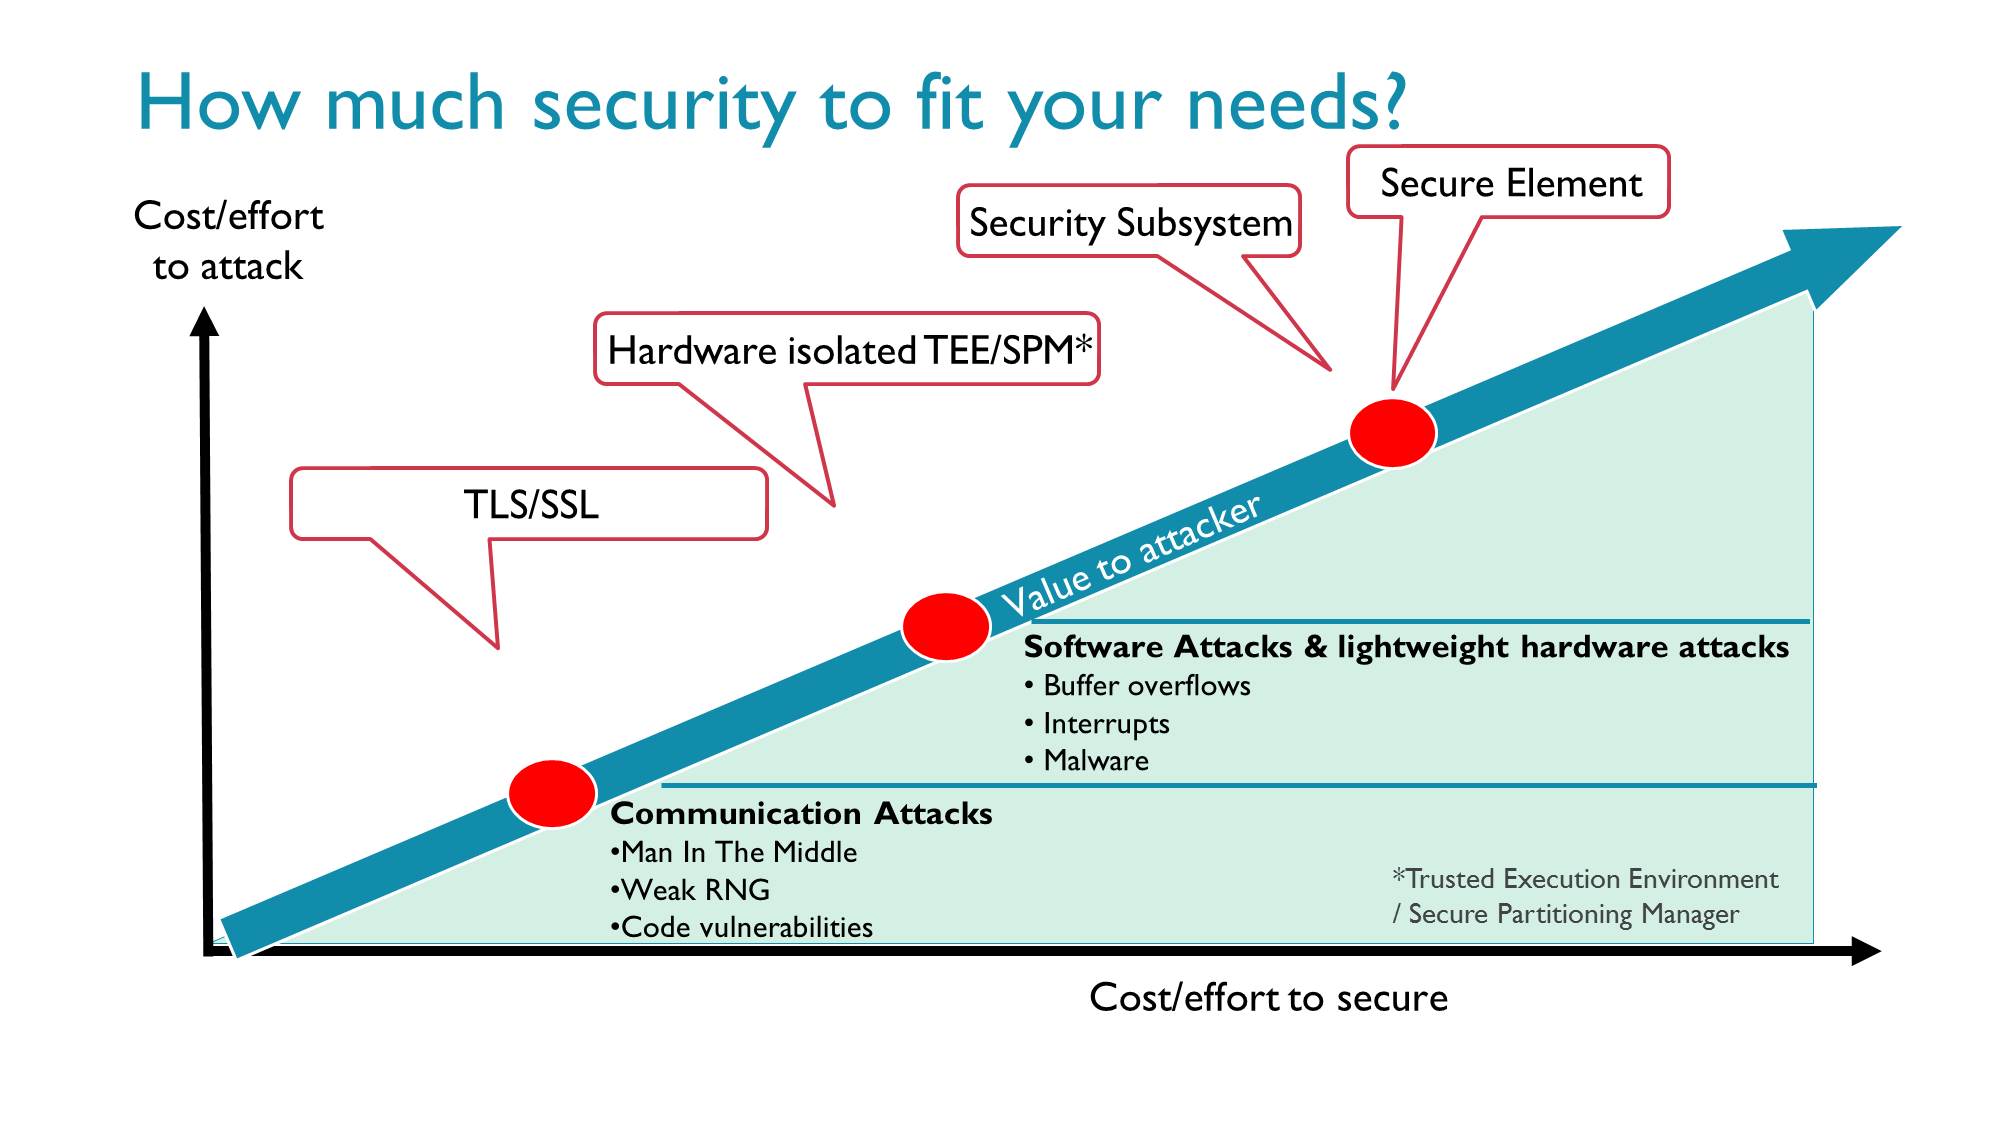 How much security to fit your needs?
Secure Element
Security Subsystem
Cost/effort
to attack
Hardware isolated TEE/SPM*
TLS/SSL
Value to attacker
Software Attacks & lightweight hardware attacks
• Buffer overflows
• Interrupts
• Malware
Communication Attacks
•Man In The Middle
•Weak RNG
•Code vulnerabilities
*Trusted Execution Environment
/ Secure Partitioning Manager
Cost/effort to secure